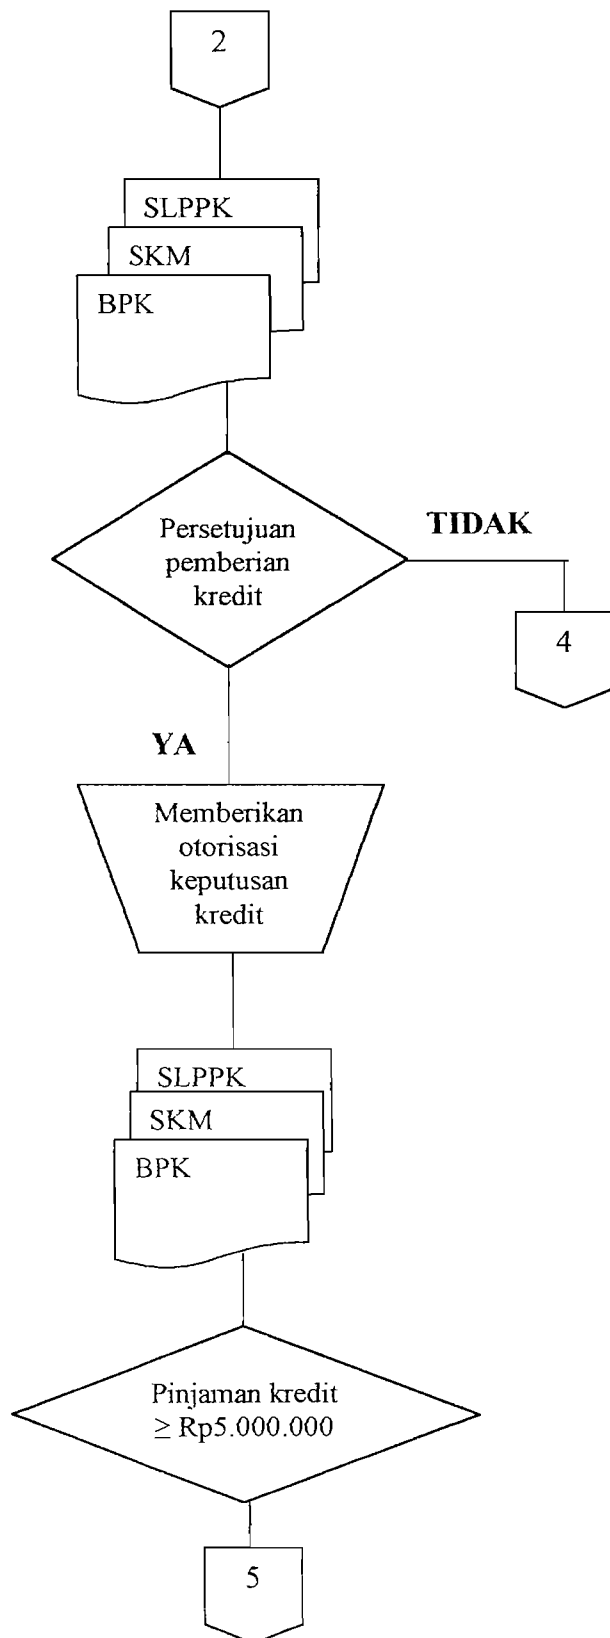 2
SLPPK
SKM
BPK
Persetujuan
pemberian
kredit
TIDAK
4
YA
Memberikan
otorisasi
keputusan
kredit
SLPPK
SKM
BPK
Pinjaman kredit
≥ Rp5.000.000
5